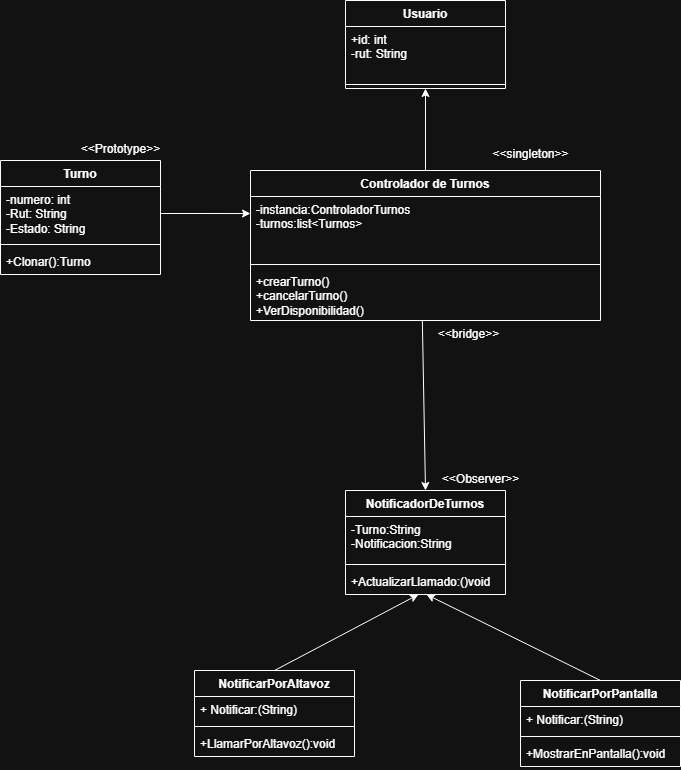 Usuario
+id: int
-rut: String
<<Prototype>>
<<singleton>>
Turno
-numero: int
-Rut: String
-Estado: String
+Clonar():Turno
Controlador de Turnos
-instancia:ControladorTurnos
-turnos:list<Turnos>
+crearTurno()
+cancelarTurno()
+VerDisponibilidad()
<<bridge>>
<<Observer>>
NotificadorDeTurnos
-Turno:String
-Notificacion:String
+ActualizarLlamado:()void
NotificarPorAltavoz
+ Notificar:(String)
+LlamarPorAltavoz():void
NotificarPorPantalla
+ Notificar:(String)
+MostrarEnPantalla():void